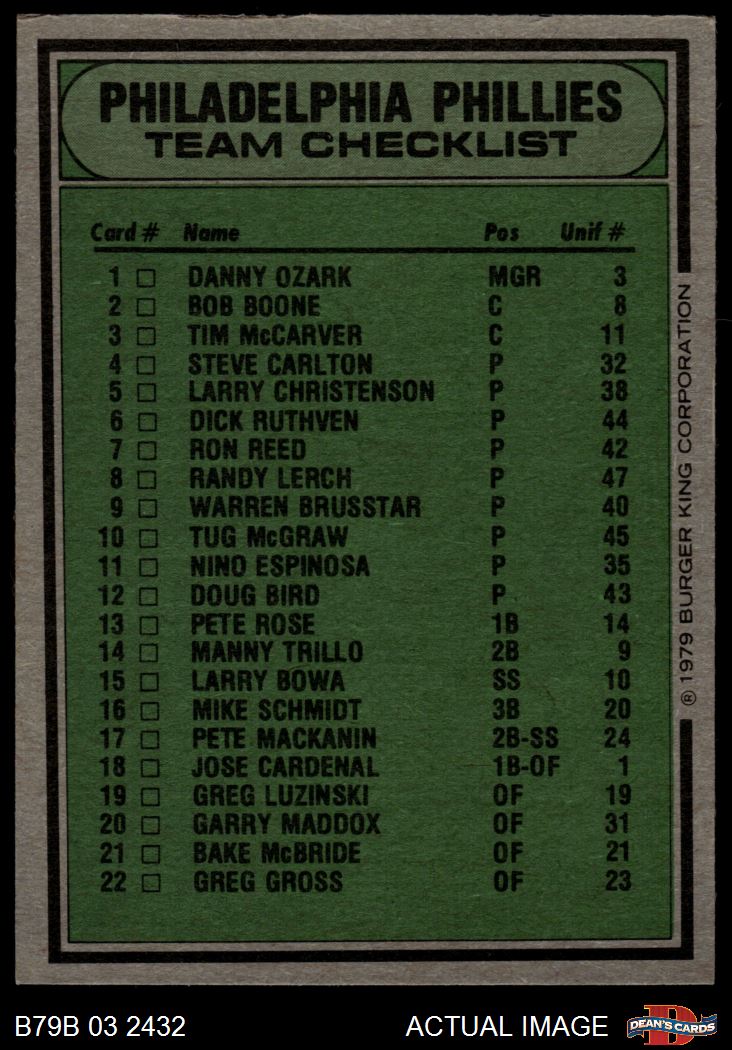 PHILADELPHIA PHILLIES
TEAM CHECKLIST
Card # Name Pos Unif #
1 □ DANNY OZARK MGR 3
2 □ BOB BOONE C 8
3 □ TIM McCARVER C 11
4 □ STEVE CARLTON P 32
5 □ LARRY CHRISTENSON P 38
6 □ DICK RUTHVEN P 44
7 □ RON REED P 42
8 □ RANDY LERCH P 47
9 □ WARREN BRUSSTAR P 40
10 □ TUG McGRAW P 45
11 □ NINO ESPINOSA P 35
12 □ DOUG BIRD P 43
13 □ PETE ROSE 1B 14
14 □ MANNY TRILLO 2B 9
15 □ LARRY BOWA SS 10
16 □ MIKE SCHMIDT 3B 20
17 □ PETE MACKANIN 2B-SS 24
18 □ JOSE CARDENAL 1B-OF 1
19 □ GREG LUZINSKI OF 19
20 □ GARRY MADDOX OF 31
21 □ BAKE McBRIDE OF 21
22 □ GREG GROSS OF 23
® 1979 BURGER KING CORPORATION
B79B 03 2432 ACTUAL IMAGE
D
DEAN'S CARDS